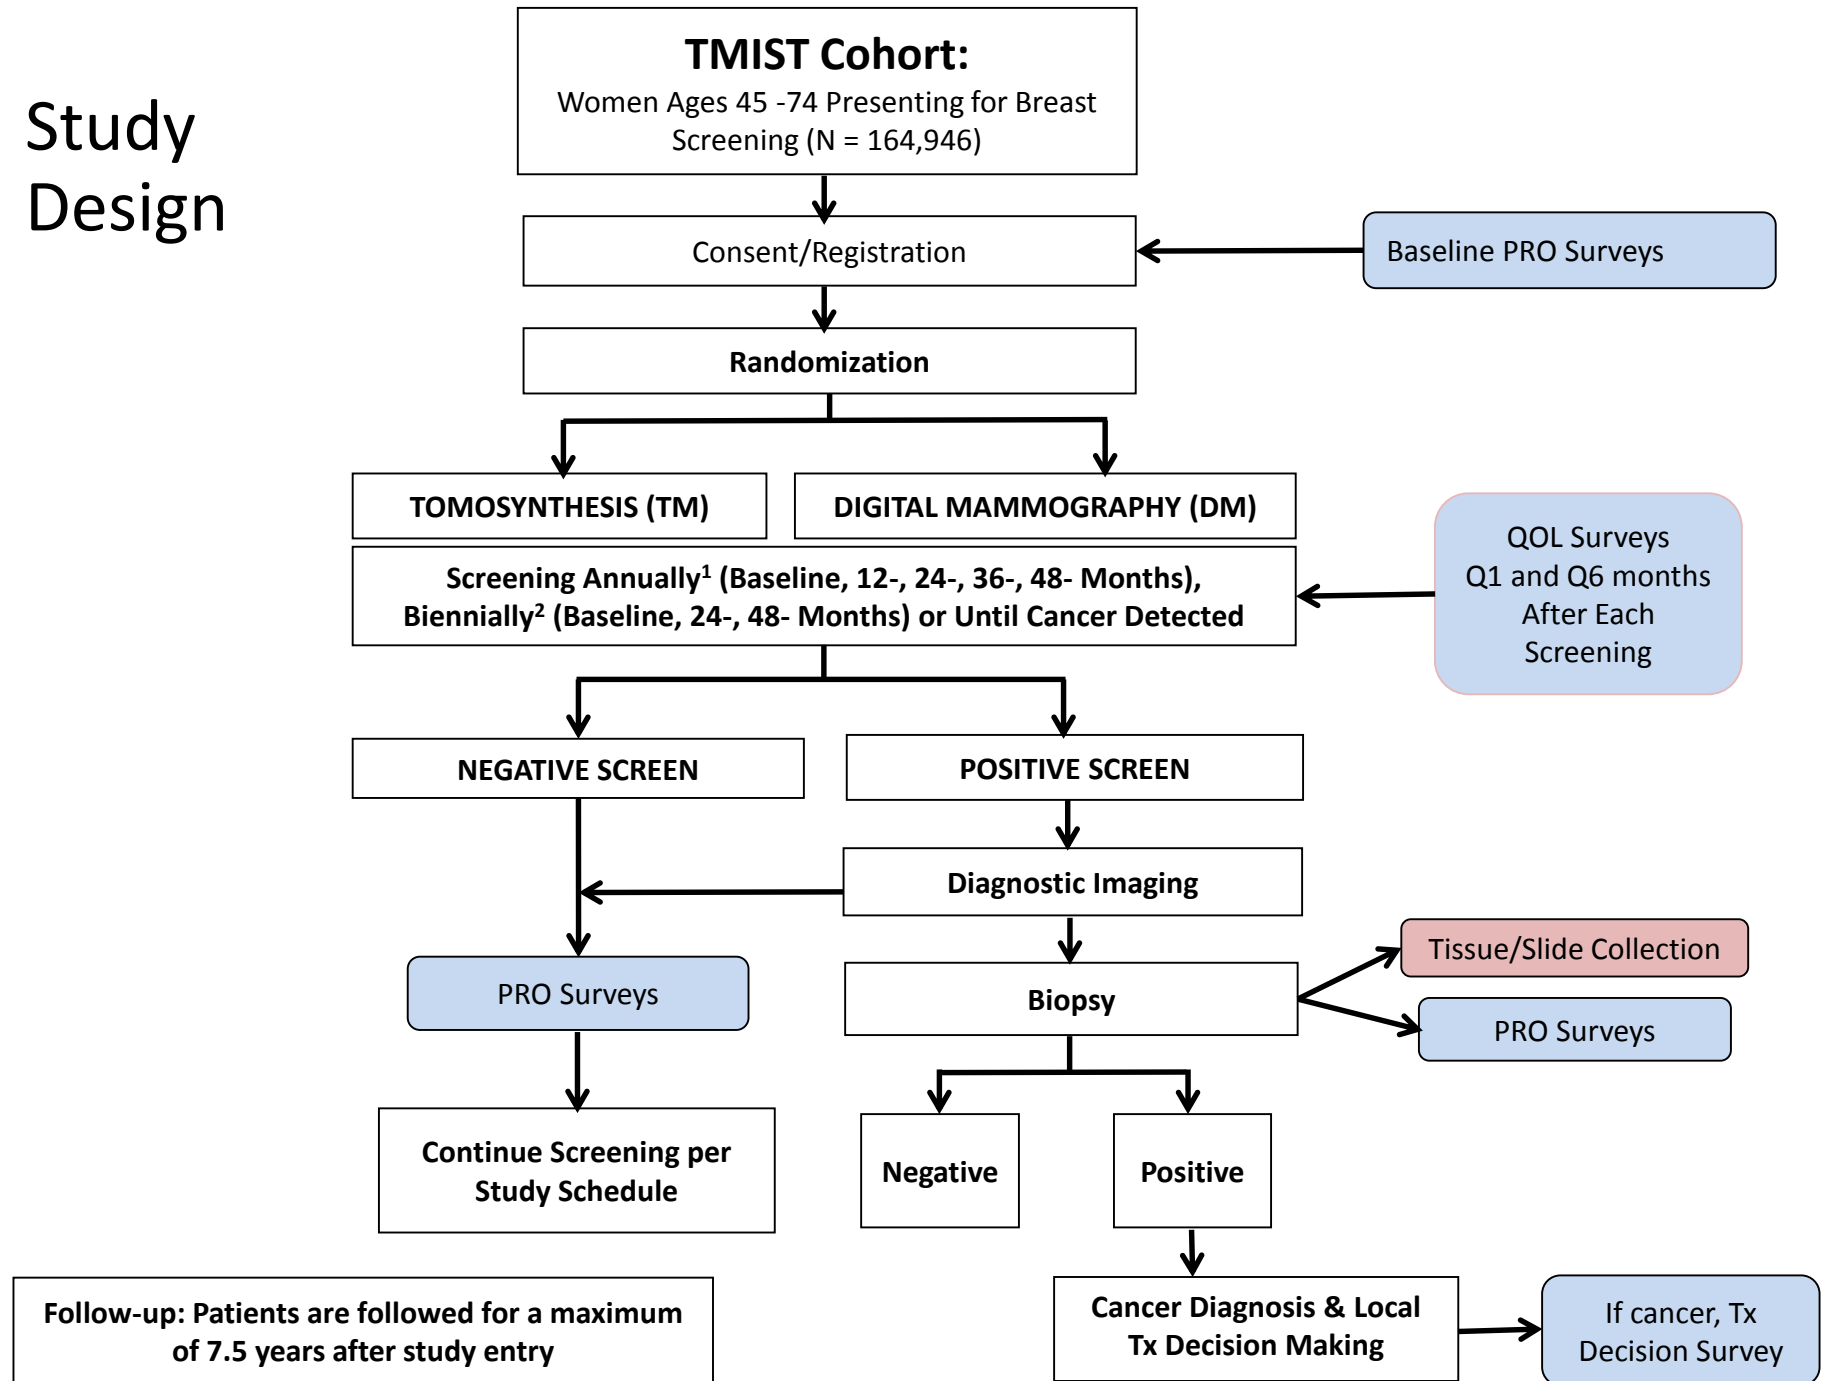 Study
Design
TMIST Cohort:
Women Ages 45 -74 Presenting for Breast
Screening (N = 164,946)
Consent/Registration
Baseline PRO Surveys
Randomization
TOMOSYNTHESIS (TM)
DIGITAL MAMMOGRAPHY (DM)
Screening Annually¹ (Baseline, 12-, 24-, 36-, 48- Months),
Biennially² (Baseline, 24-, 48- Months) or Until Cancer Detected
QOL Surveys
Q1 and Q6 months
After Each
Screening
NEGATIVE SCREEN
POSITIVE SCREEN
Diagnostic Imaging
Tissue/Slide Collection
PRO Surveys
Biopsy
PRO Surveys
Continue Screening per
Study Schedule
Negative
Positive
Follow-up: Patients are followed for a maximum
of 7.5 years after study entry
Cancer Diagnosis & Local
Tx Decision Making
If cancer, Tx
Decision Survey